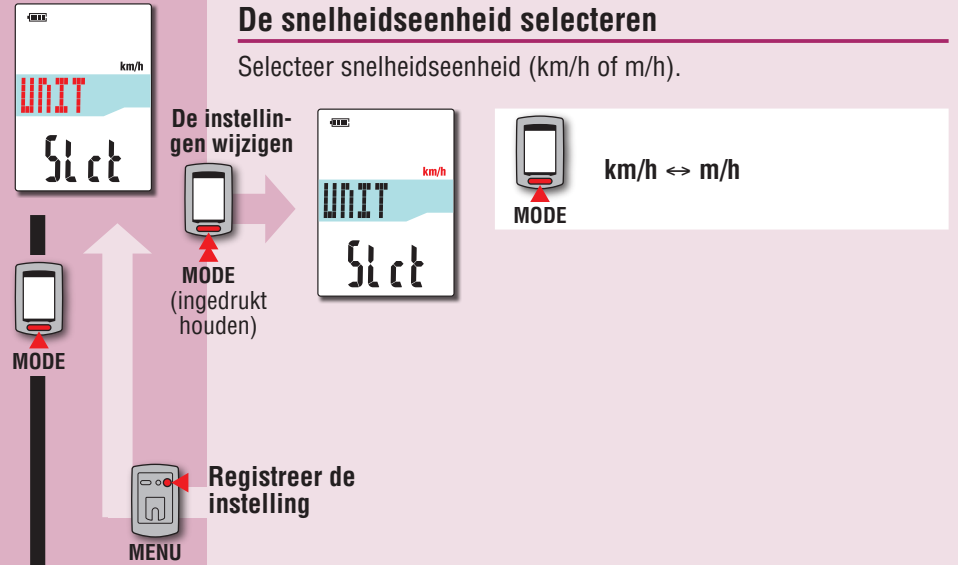 De snelheidseenheid selecteren
Selecteer snelheidseenheid (km/h of m/h).
km/h
UNIT
Slct
De instellin-
gen wijzigen
MODE
(ingedrukt
houden)
km/h
UNIT
Slct
MODE
km/h ↔ m/h
MODE
Registreer de
instelling
MENU